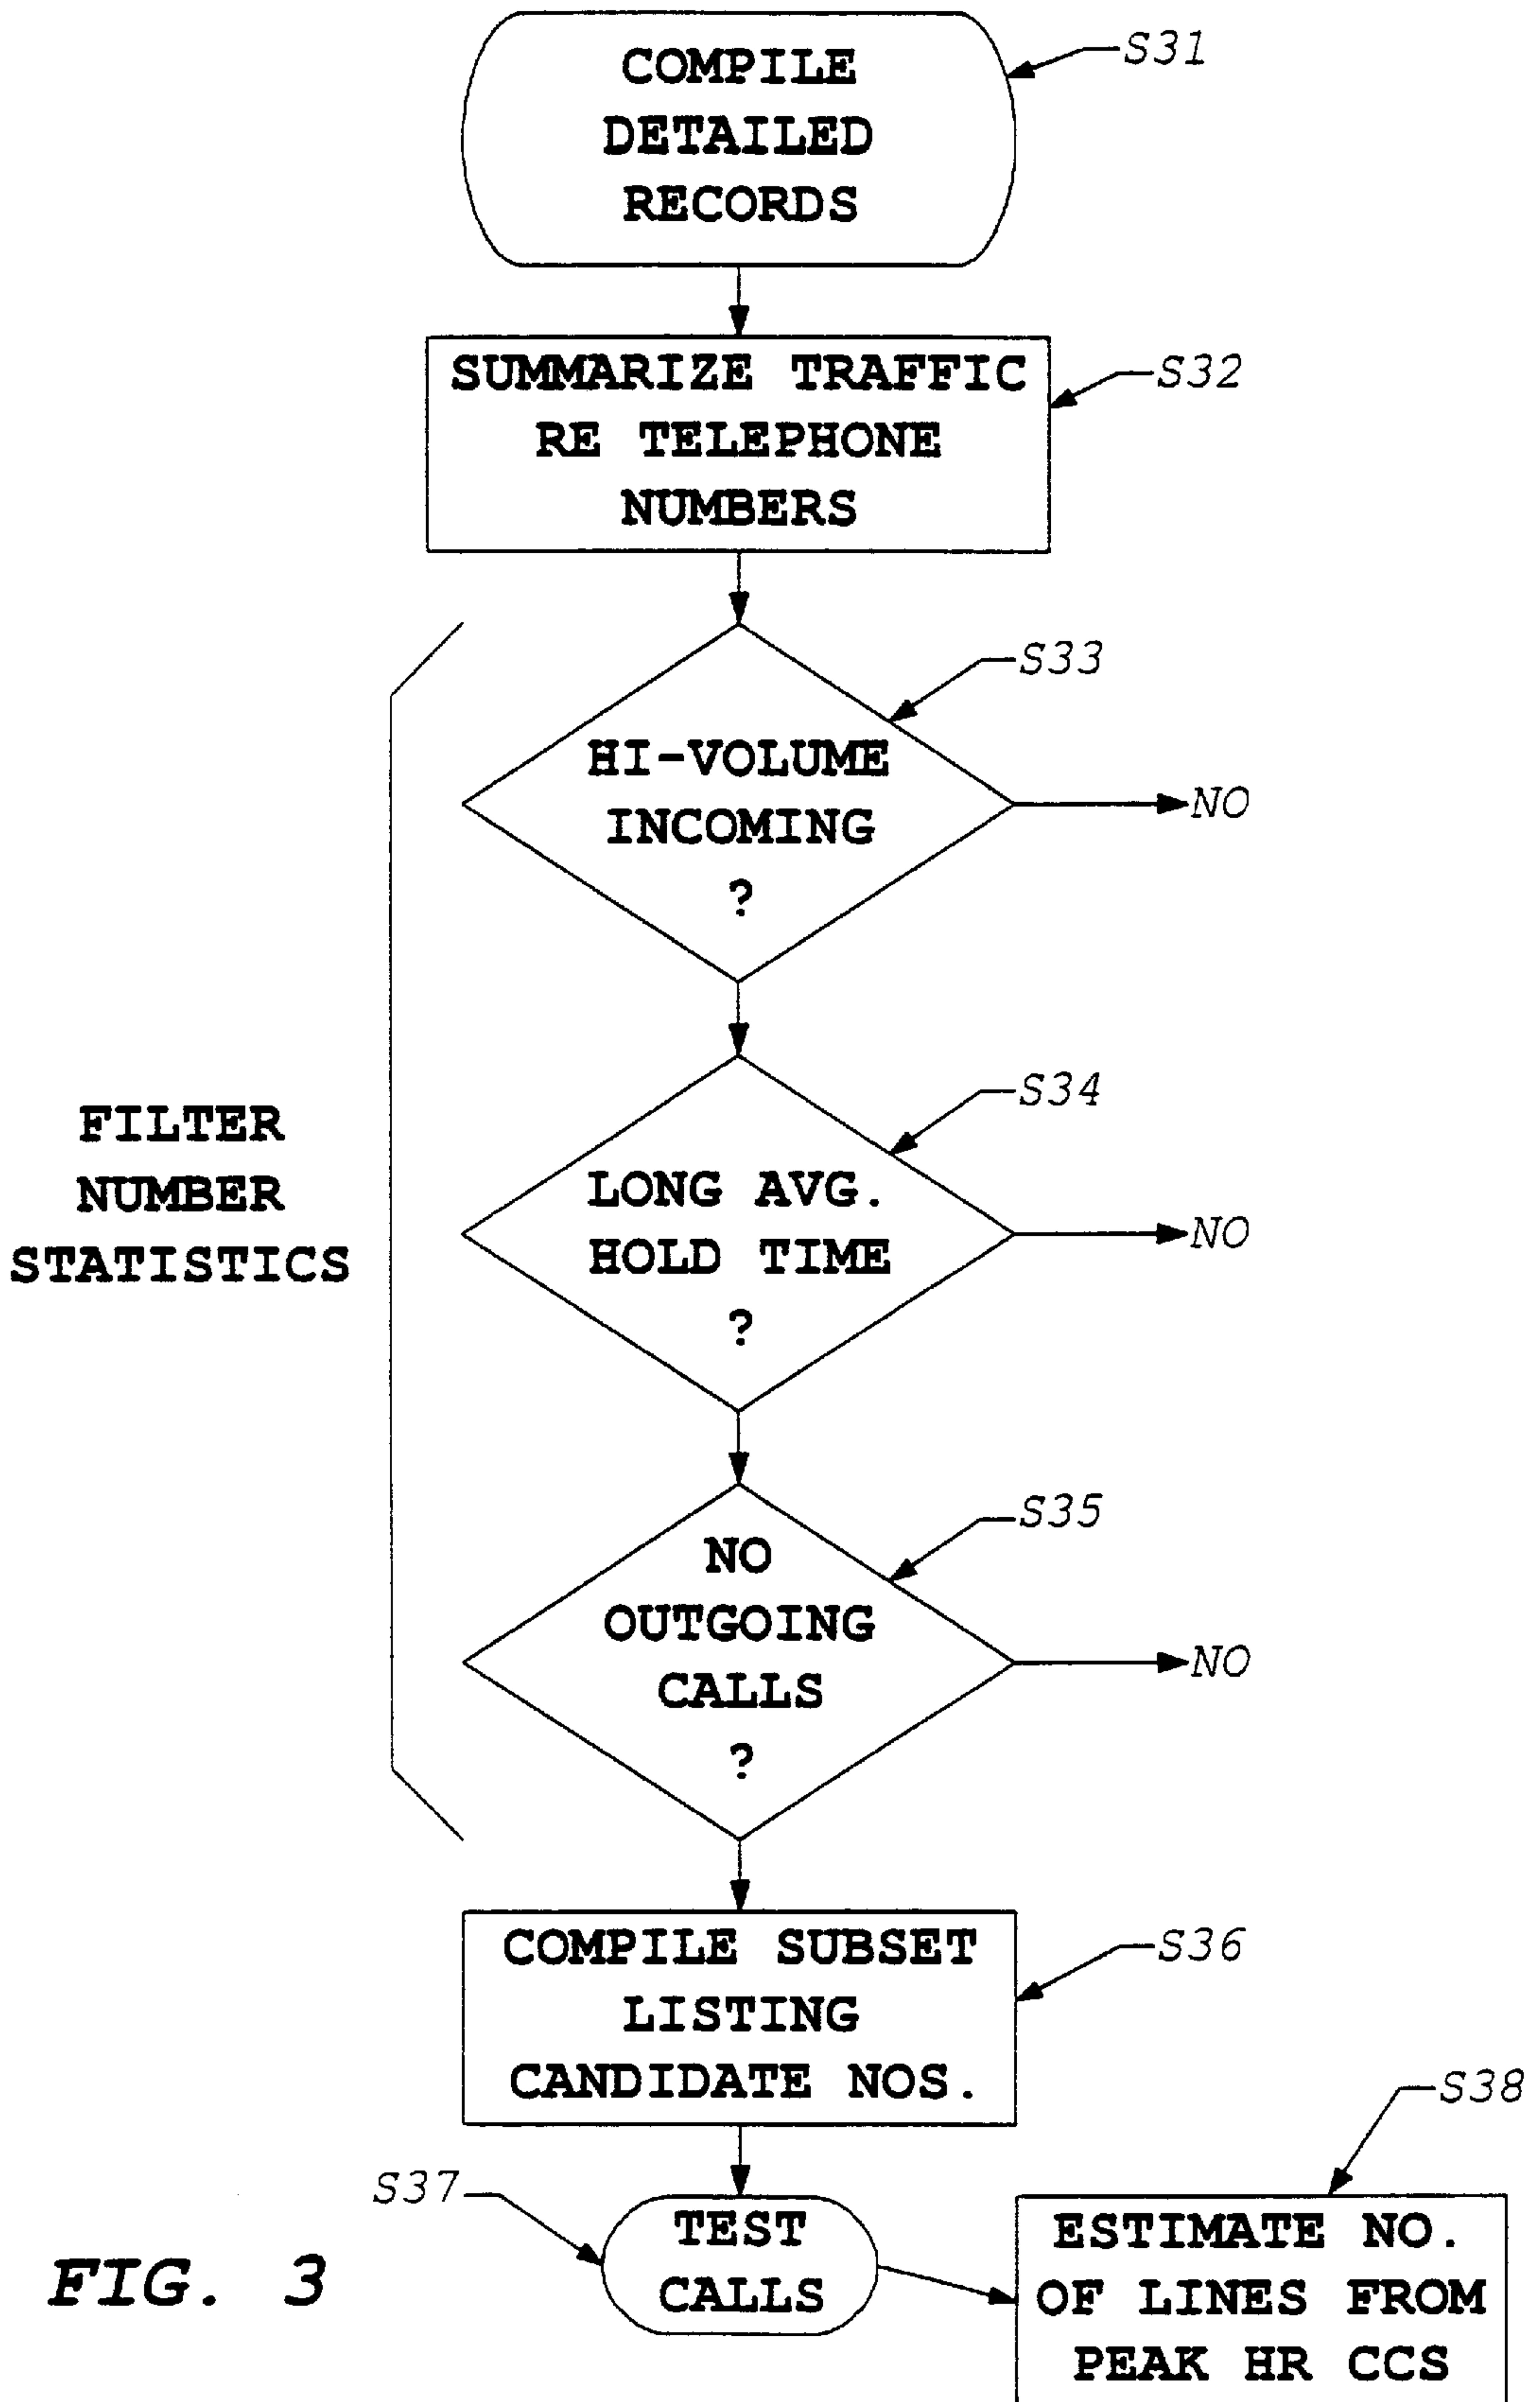 COMPILE
DETAILED
RECORDS
S31
SUMMARIZE TRAFFIC
RE TELEPHONE
NUMBERS
S32
FILTER
NUMBER
STATISTICS
HI-VOLUME
INCOMING
?
S33
NO
LONG AVG.
HOLD TIME
?
S34
NO
NO
OUTGOING
CALLS
?
S35
NO
COMPILE SUBSET
LISTING
CANDIDATE NOS.
S36
S37
TEST
CALLS
S38
ESTIMATE NO.
OF LINES FROM
PEAK HR CCS
FIG. 3